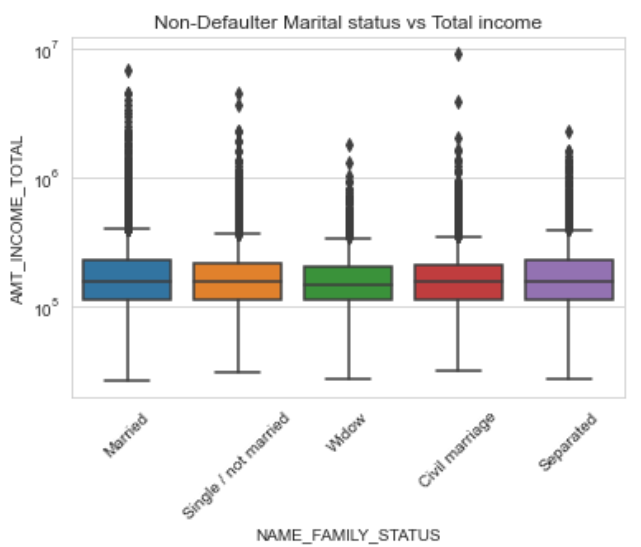 Non-Defaulter Marital status vs Total income
AMT_INCOME_TOTAL
10⁷
10⁶
10⁵
Married
Single / not married
Widow
Civil marriage
Separated
NAME_FAMILY_STATUS